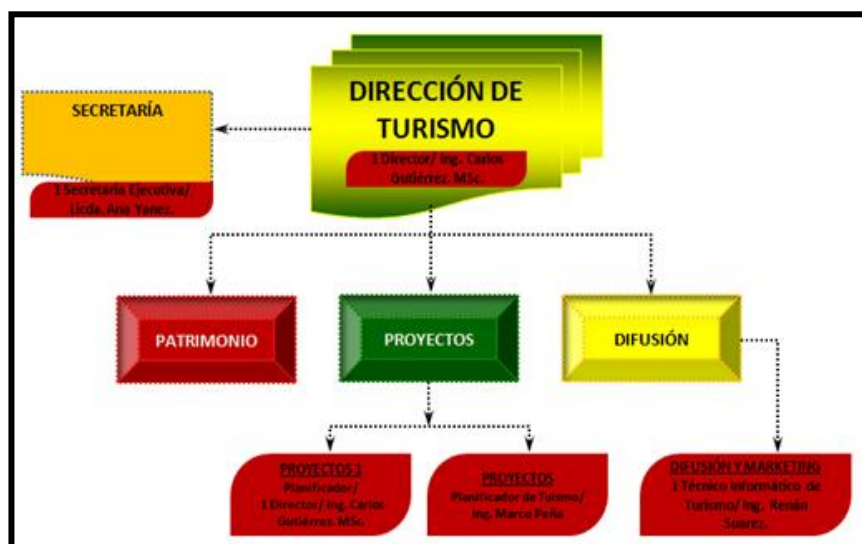 DIRECCIÓN DE
TURISMO
1 Director/ Ing. Carlos
Gutiérrez. MSc.
SECRETARÍA
1 Secretaria Ejecutiva/
Licda. Ana Yanez.
PATRIMONIO
PROYECTOS
DIFUSIÓN
PROYECTOS 1
Planificador/
1 Director/ Ing. Carlos
Gutiérrez. MSc.
PROYECTOS
Planificador de Turismo/
Ing. Marco Peña
DIFUSIÓN Y MARKETING
1 Técnico Informático de
Turismo/ Ing. Renán
Suarez.